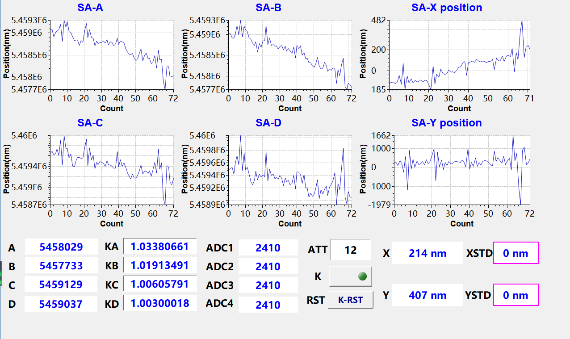 SA-A SA-B SA-X position
5.4593E6 5.4593E6 482
5.459E6 5.459E6
200
5.4585E6 5.4585E6
0
5.458E6 5.458E6
5.4577E6 5.4577E6 185
0 10 20 30 40 50 60 72 0 10 20 30 40 50 60 72 0 10 20 30 40 50 60 71
Position(nm) Position(nm) Position(nm)
Count Count Count
SA-C SA-D SA-Y position
5.46E6 5.46E6 1662
5.4598E6 1000
5.4596E6
5.4594E6 5.4594E6 0
5.459E6 5.4592E6 -1000
5.4587E6 5.4589E6 -1979
0 10 20 30 40 50 60 72 0 10 20 30 40 50 60 72 0 10 20 30 40 50 60 72
Position(nm) Position(nm) Position(nm)
Count Count Count
A 5458029 KA 1.03380661 ADC1 2410 ATT 12 X 214 nm XSTD 0 nm
B 5457733 KB 1.01913491 ADC2 2410 K
C 5459129 KC 1.00605791 ADC3 2410
D 5459037 KD 1.00300018 ADC4 2410 RST K-RST Y 407 nm YSTD 0 nm